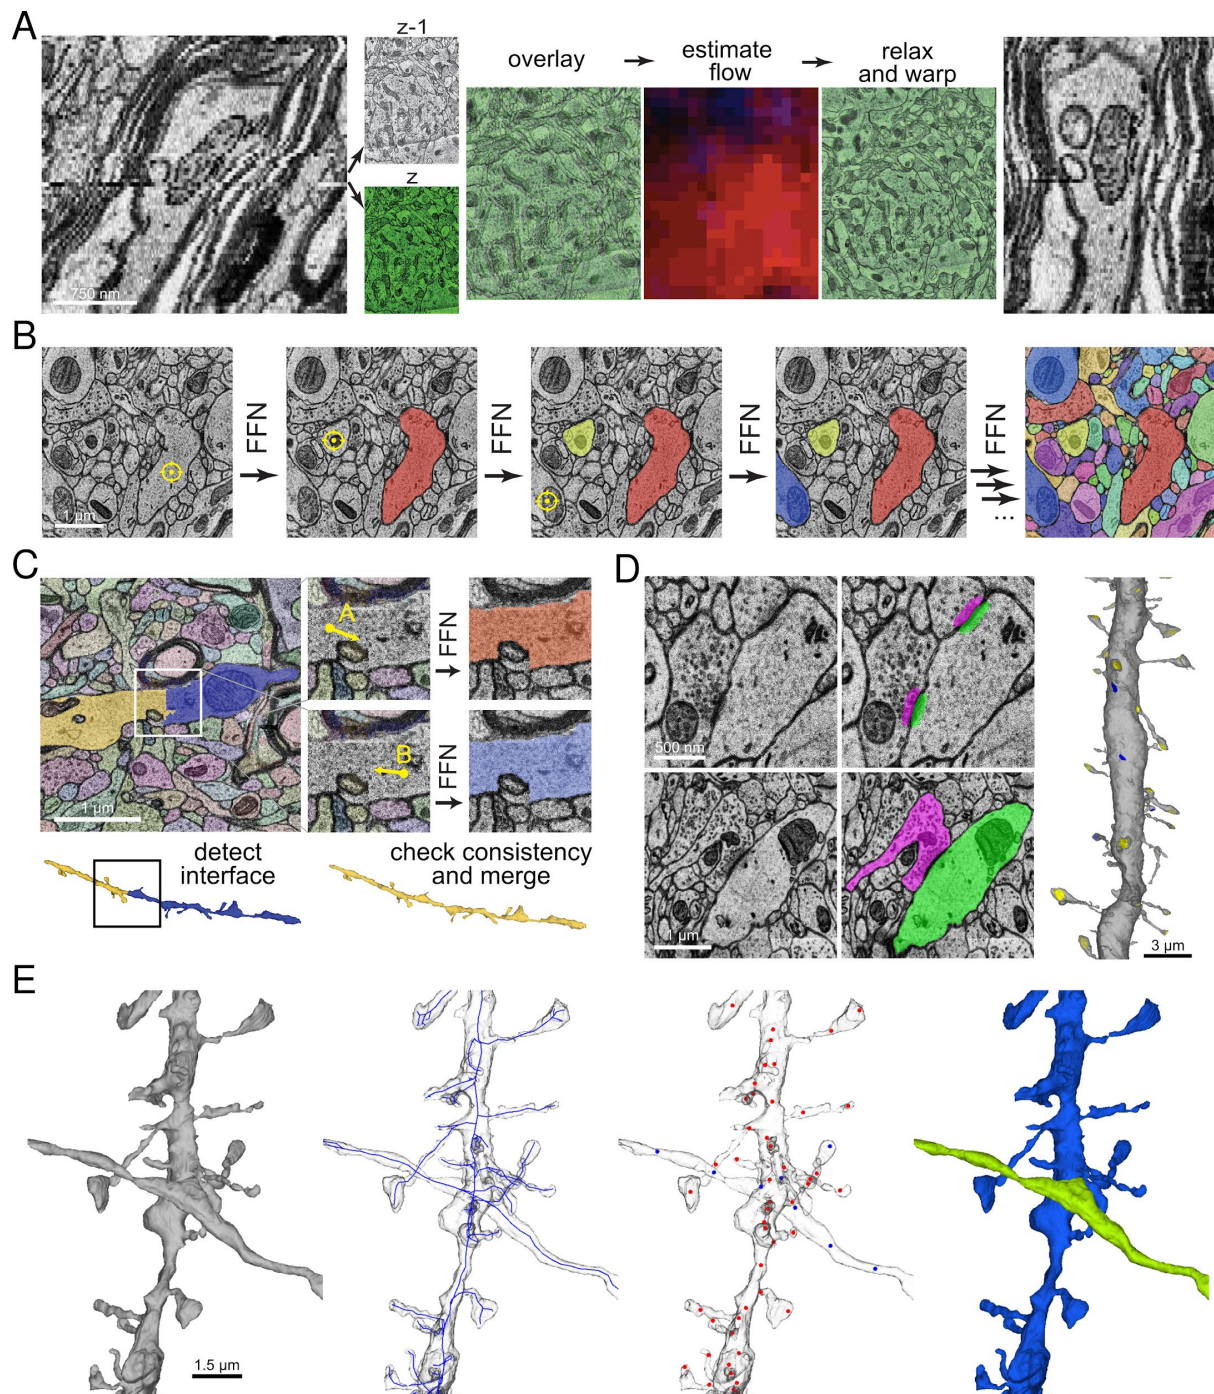 A
z-1
z
overlay
estimate
flow
relax
and warp
750 nm
B
FFN
FFN
FFN
FFN
...
1 µm
C
A
FFN
B
FFN
1 µm
detect
interface
check consistency
and merge
D
500 nm
1 µm
3 µm
E
1.5 µm